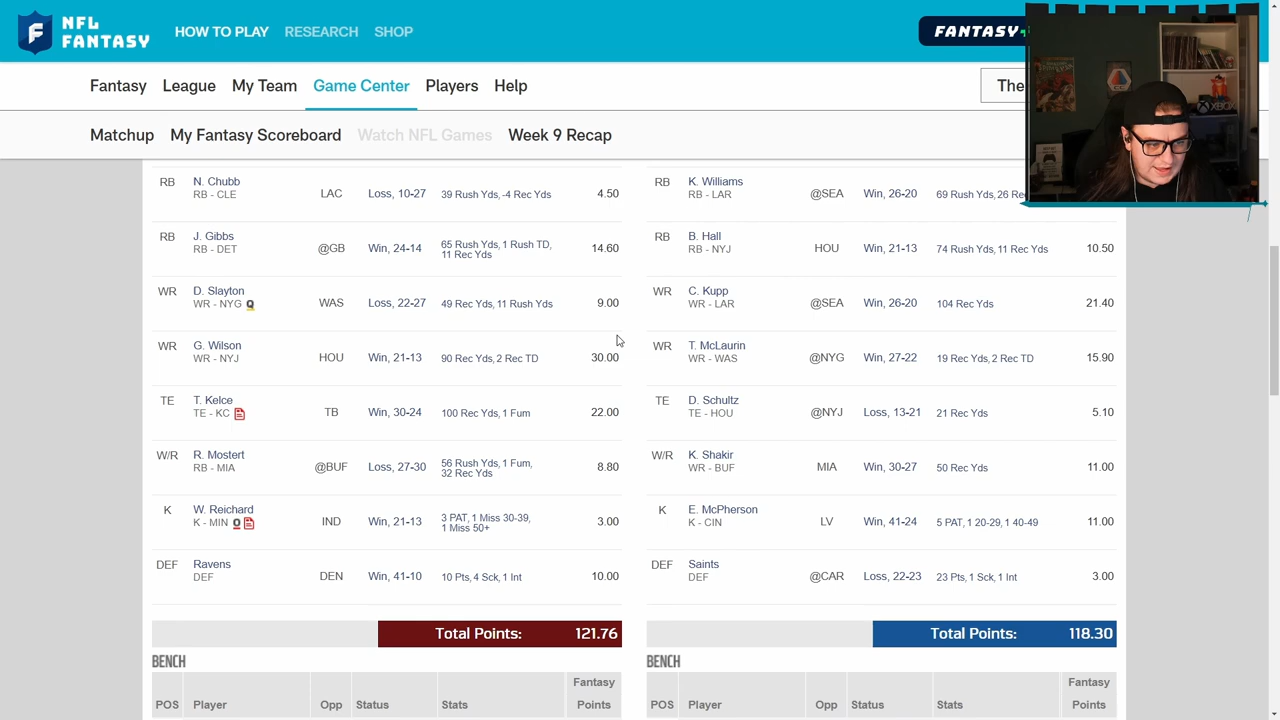 NFL
FANTASY
HOW TO PLAY
RESEARCH
SHOP
FANTASY+
Fantasy
League
My Team
Game Center
Players
Help
The
Matchup
My Fantasy Scoreboard
Watch NFL Games
Week 9 Recap
RB N. Chubb LAC Loss, 10-27 39 Rush Yds, -4 Rec Yds 4.50
RB - CLE
RB J. Gibbs @GB Win, 24-14 65 Rush Yds, 1 Rush TD, 14.60
RB - DET 11 Rec Yds
WR D. Slayton WAS Loss, 22-27 49 Rec Yds, 11 Rush Yds 9.00
WR - NYG Q
WR G. Wilson HOU Win, 21-13 90 Rec Yds, 2 Rec TD 30.00
WR - NYJ
TE T. Kelce TB Win, 30-24 100 Rec Yds, 1 Fum 22.00
TE - KC
W/R R. Mostert @BUF Loss, 27-30 56 Rush Yds, 1 Fum, 8.80
RB - MIA 32 Rec Yds
K W. Reichard IND Win, 21-13 3 PAT, 1 Miss 30-39, 3.00
K - MIN Q 1 Miss 50+
DEF Ravens DEN Win, 41-10 10 Pts, 4 Sck, 1 Int 10.00
DEF
Total Points: 121.76
BENCH
Fantasy
POS Player Opp Status Stats Points
RB K. Williams @SEA Win, 26-20 69 Rush Yds, 26 Re
RB - LAR
RB B. Hall HOU Win, 21-13 74 Rush Yds, 11 Rec Yds 10.50
RB - NYJ
WR C. Kupp @SEA Win, 26-20 104 Rec Yds 21.40
WR - LAR
WR T. McLaurin @NYG Win, 27-22 19 Rec Yds, 2 Rec TD 15.90
WR - WAS
TE D. Schultz @NYJ Loss, 13-21 21 Rec Yds 5.10
TE - HOU
W/R K. Shakir MIA Win, 30-27 50 Rec Yds 11.00
WR - BUF
K E. McPherson LV Win, 41-24 5 PAT, 1 20-29, 1 40-49 11.00
K - CIN
DEF Saints @CAR Loss, 22-23 23 Pts, 1 Sck, 1 Int 3.00
DEF
Total Points: 118.30
BENCH
Fantasy
POS Player Opp Status Stats Points
XBOX